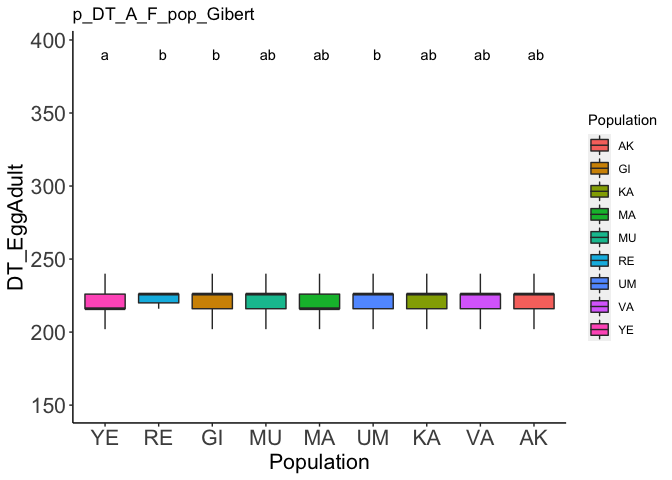 p_DT_A_F_pop_Gibert
400
350
300
250
200
150
DT_EggAdult
a b b ab ab b ab ab ab
YE RE GI MU MA UM KA VA AK
Population
Population
AK
GI
KA
MA
MU
RE
UM
VA
YE